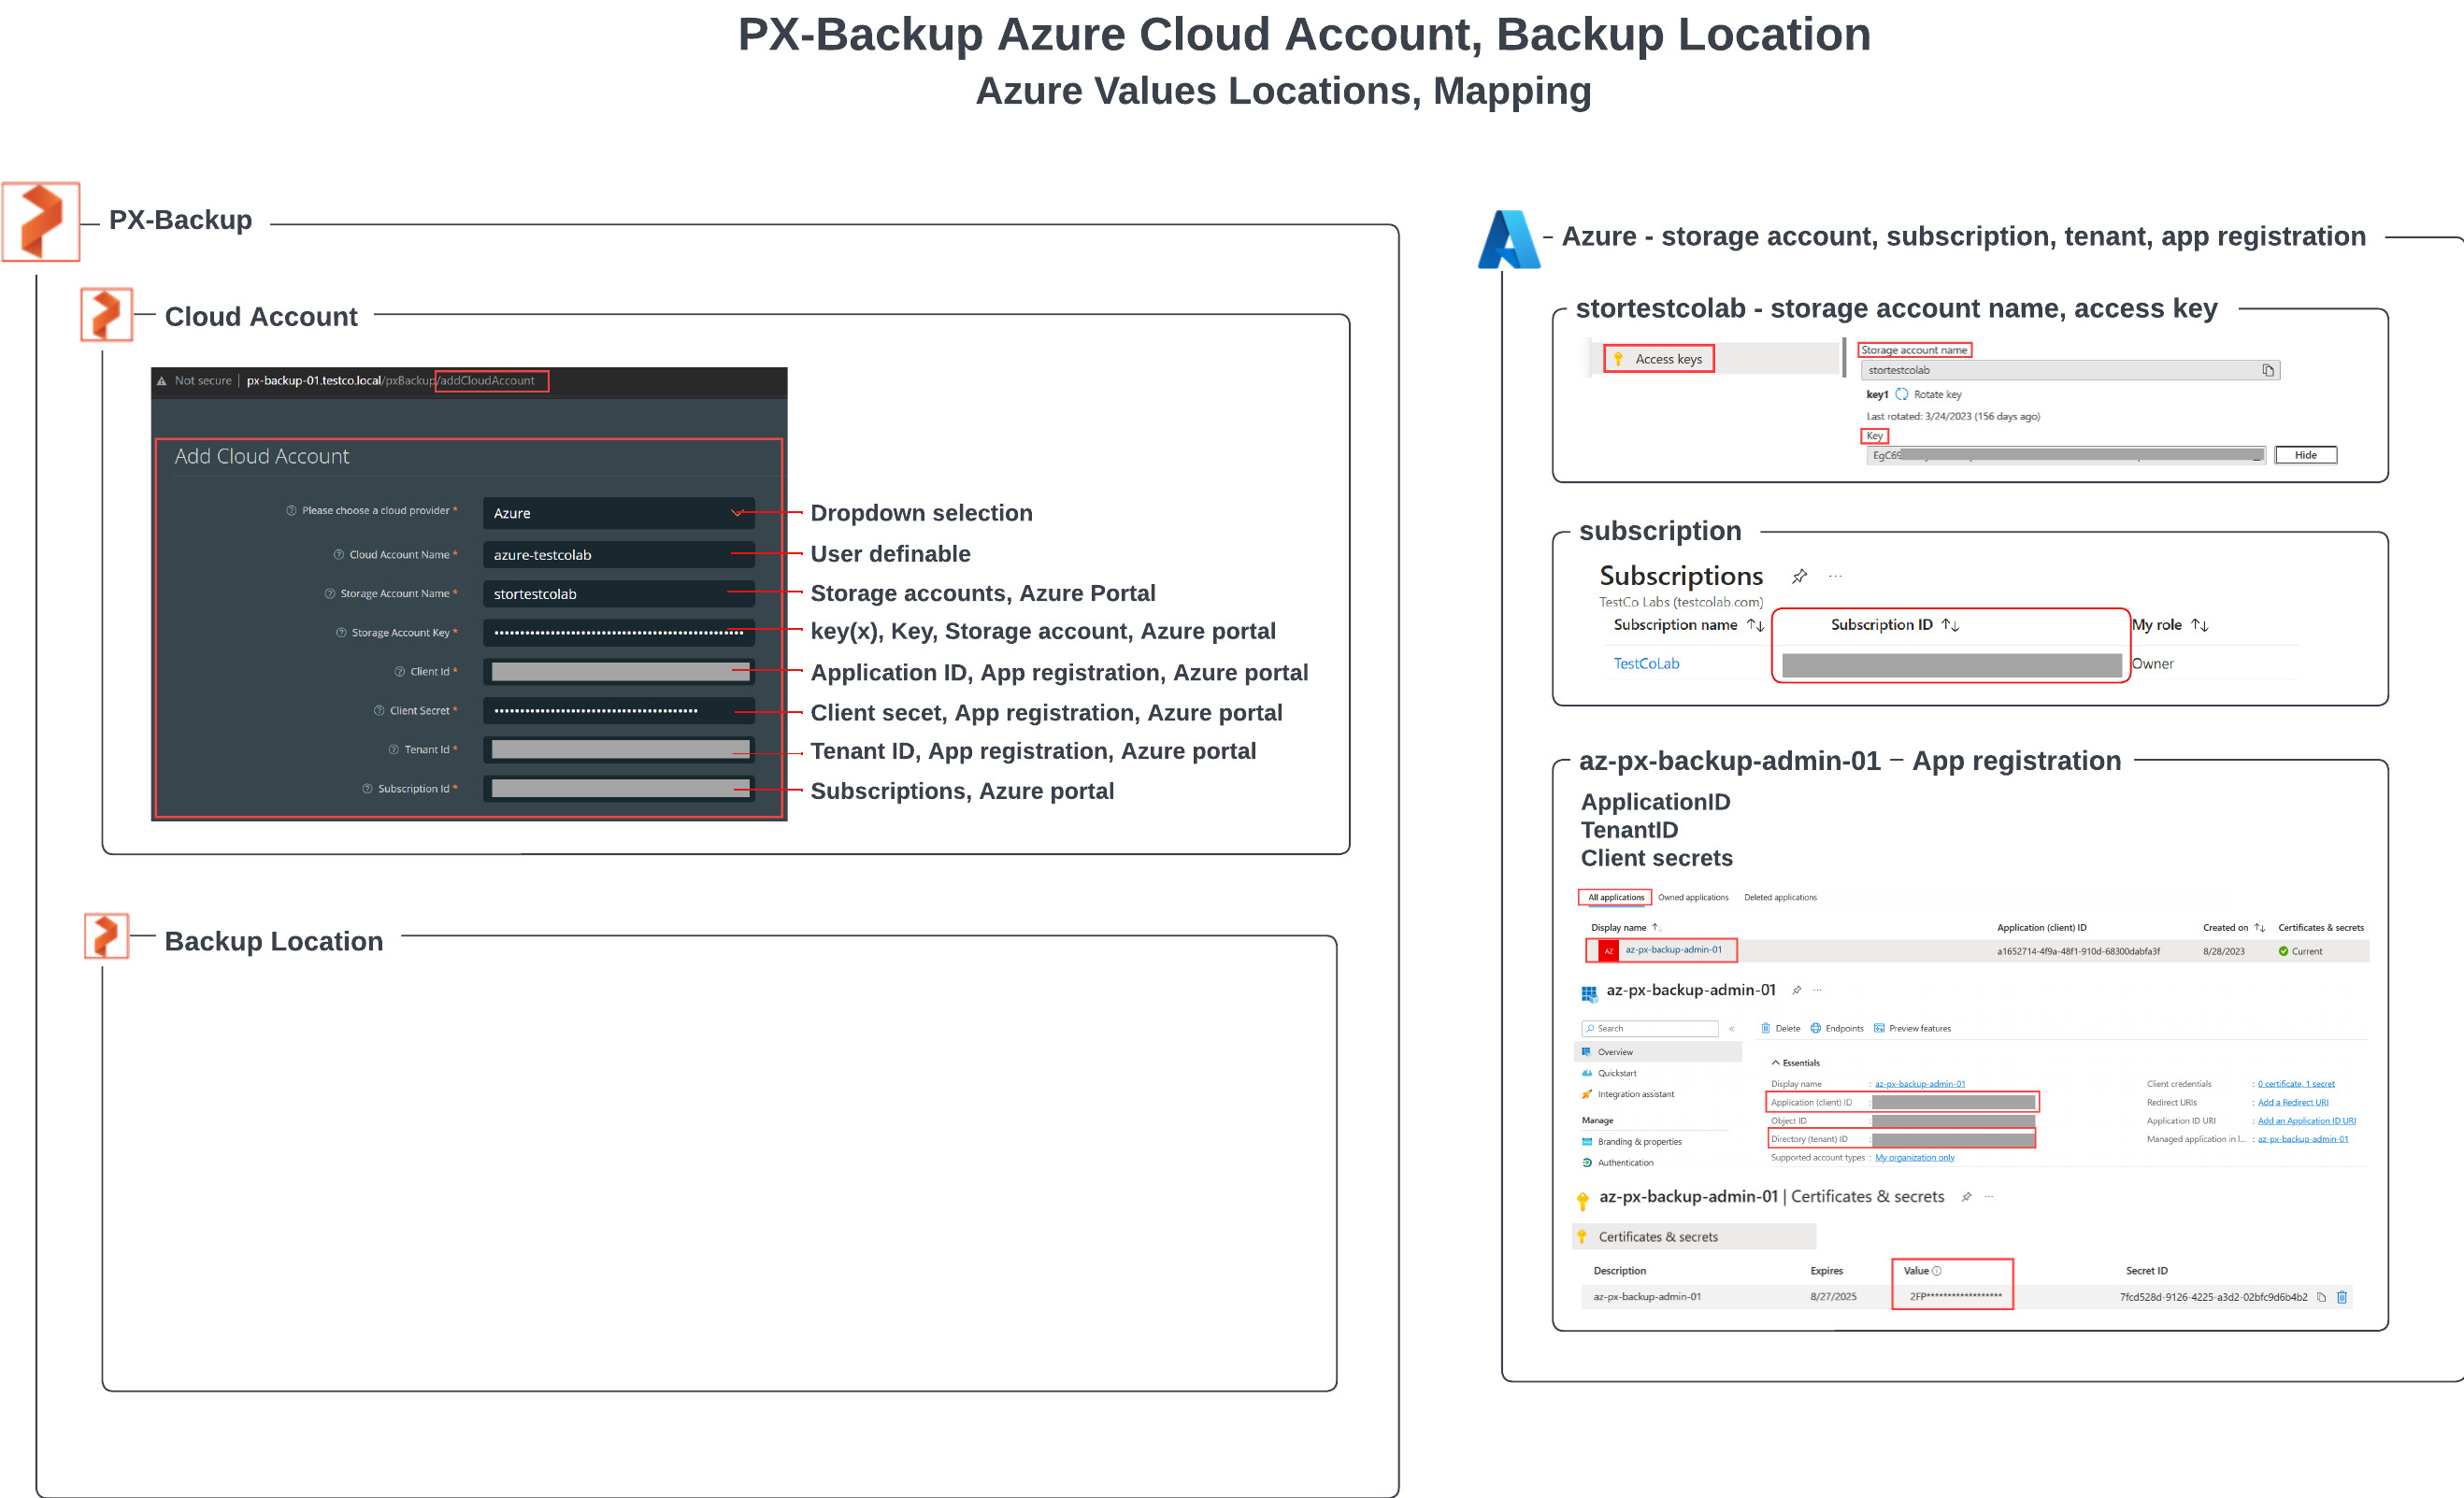 PX-Backup Azure Cloud Account, Backup Location
Azure Values Locations, Mapping
PX-Backup
Cloud Account
Not secure | px-backup-01.testco.local/pxBackup/addCloudAccount
Add Cloud Account
Please choose a cloud provider * Azure Dropdown selection
Cloud Account Name * azure-testcolab User definable
Storage Account Name * stortestcolab Storage accounts, Azure Portal
Storage Account Key * key(x), Key, Storage account, Azure portal
Client Id * Application ID, App registration, Azure portal
Client Secret * Client secet, App registration, Azure portal
Tenant Id * Tenant ID, App registration, Azure portal
Subscription Id * Subscriptions, Azure portal
Backup Location
Azure - storage account, subscription, tenant, app registration
stortestcolab - storage account name, access key
Access keys
Storage account name
stortestcolab
key1 Rotate key
Last rotated: 3/24/2023 (156 days ago)
Key
EgC69
Hide
subscription
Subscriptions ...
TestCo Labs (testcolab.com)
Subscription name ↑↓ Subscription ID ↑↓ My role ↑↓
TestCoLab Owner
az-px-backup-admin-01 – App registration
ApplicationID
TenantID
Client secrets
All applications Owned applications Deleted applications
Display name ↑↓ Application (client) ID Created on ↑↓ Certificates & secrets
AZ az-px-backup-admin-01 a1652714-4f9a-48f1-910d-68300dabfa3f 8/28/2023 Current
az-px-backup-admin-01 ...
Search «
Delete Endpoints Preview features
Overview
Quickstart
Integration assistant
Manage
Branding & properties
Authentication
Essentials
Display name : az-px-backup-admin-01 Client credentials : 0 certificate, 1 secret
Application (client) ID : Redirect URIs : Add a Redirect URI
Object ID : Application ID URI : Add an Application ID URI
Directory (tenant) ID : Managed application in l... : az-px-backup-admin-01
Supported account types : My organization only
az-px-backup-admin-01 | Certificates & secrets ...
Certificates & secrets
Description Expires Value Secret ID
az-px-backup-admin-01 8/27/2025 2FP****************** 7fcd528d-9126-4225-a3d2-02bfc9d6b4b2